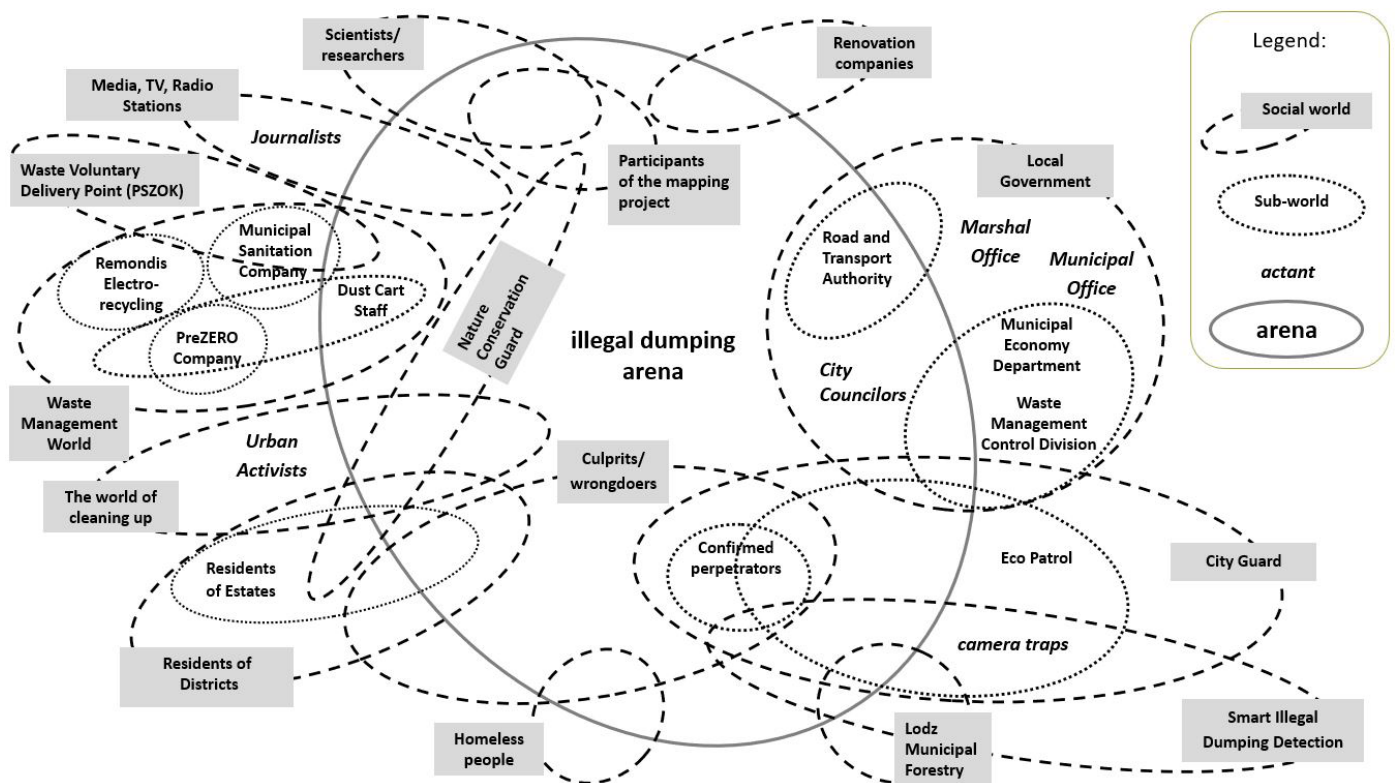 Scientists/
researchers
Renovation
companies
Legend:
Media, TV, Radio
Stations
Social world
Journalists
Waste Voluntary
Delivery Point (PSZOK)
Participants
of the mapping
project
Local
Government
Sub-world
Municipal
Sanitation
Company
Remondis
Electro-
recycling
Dust Cart
Staff
PreZERO
Company
Nature
Conservation
Guard
illegal dumping
arena
Road and
Transport
Authority
Marshal
Office
Municipal
Office
actant
arena
Municipal
Economy
Department
City
Councilors
Waste
Management
Control Division
Waste
Management
World
Urban
Activists
Culprits/
wrongdoers
The world of
cleaning up
Residents
of Estates
Confirmed
perpetrators
Eco Patrol
City Guard
camera traps
Residents of
Districts
Homeless
people
Lodz
Municipal
Forestry
Smart Illegal
Dumping Detection